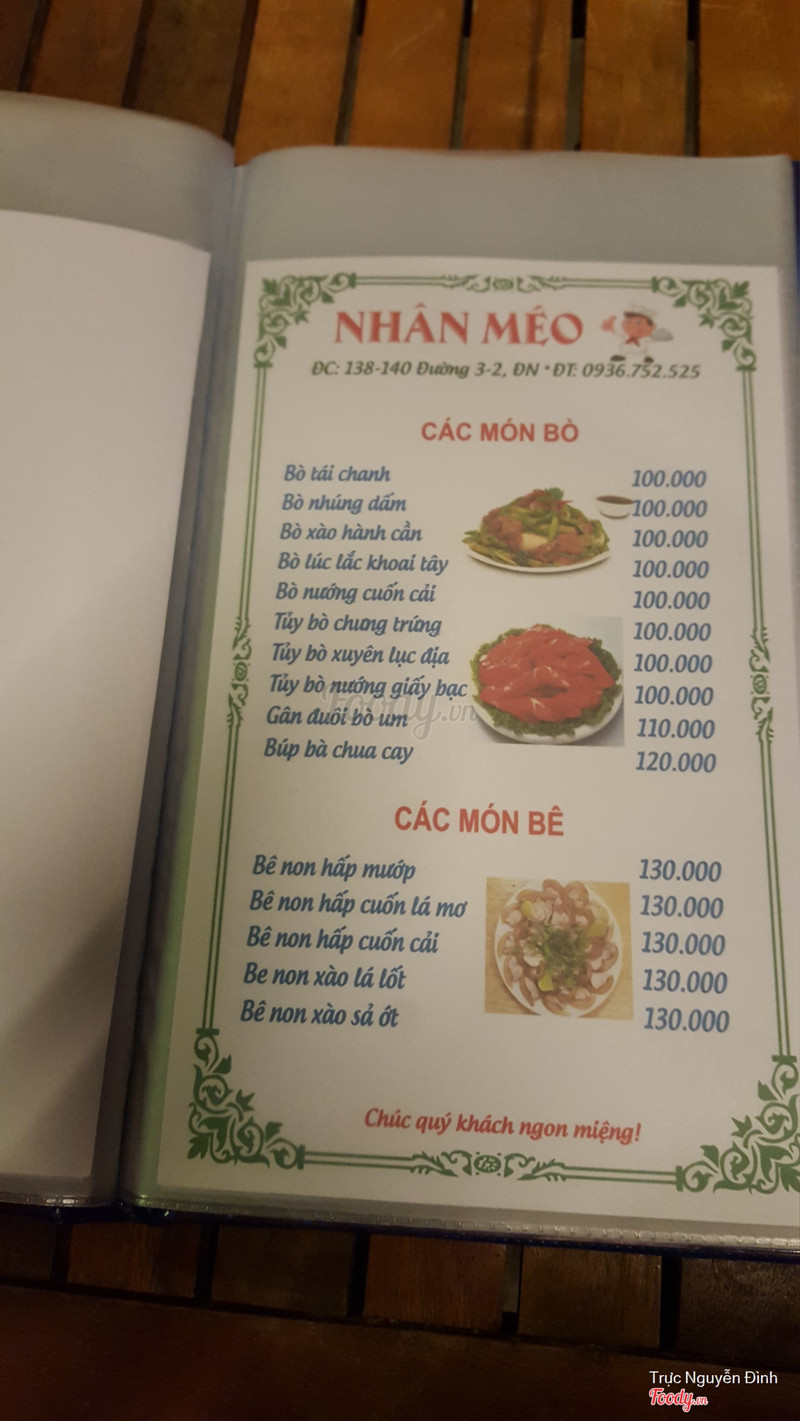 NHÂN MÉO
ĐC: 138-140 Đường 3-2, ĐN * ĐT: 0936.752.525
CÁC MÓN BÒ
Bò tái chanh 100.000
Bò nhúng dấm 100.000
Bò xào hành cần 100.000
Bò lúc lắc khoai tây 100.000
Bò nướng cuốn cải 100.000
Tủy bò chưng trứng 100.000
Tủy bò xuyên lục địa 100.000
Tủy bò nướng giấy bạc 100.000
Gân đuôi bò um 110.000
Búp bà chua cay 120.000
Foody.vn
CÁC MÓN BÊ
Bê non hấp mướp 130.000
Bê non hấp cuốn lá mơ 130.000
Bê non hấp cuốn cải 130.000
Be non xào lá lốt 130.000
Bê non xào sả ớt 130.000
Chúc quý khách ngon miệng!
Trực Nguyễn Đình
Foody.vn